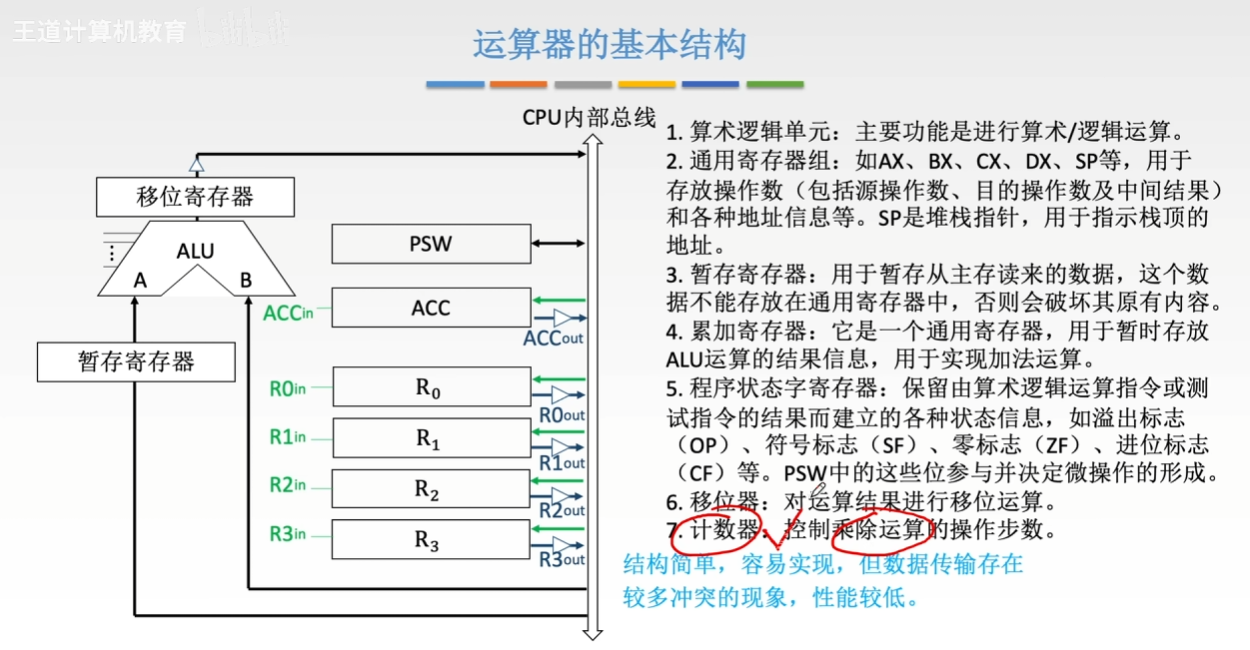 王道计算机教育
运算器的基本结构
CPU内部总线
移位寄存器
ALU
A
B
暂存寄存器
PSW
ACCin
ACC
ACCout
R0in
R₀
R0out
R1in
R₁
R1out
R2in
R₂
R2out
R3in
R₃
R3out
1. 算术逻辑单元：主要功能是进行算术/逻辑运算。
2. 通用寄存器组：如AX、BX、CX、DX、SP等，用于
存放操作数（包括源操作数、目的操作数及中间结果）
和各种地址信息等。SP是堆栈指针，用于指示栈顶的
地址。
3. 暂存寄存器：用于暂存从主存读来的数据，这个数
据不能存放在通用寄存器中，否则会破坏其原有内容。
4. 累加寄存器：它是一个通用寄存器，用于暂时存放
ALU运算的结果信息，用于实现加法运算。
5. 程序状态字寄存器：保留由算术逻辑运算指令或测
试指令的结果而建立的各种状态信息，如溢出标志
（OP）、符号标志（SF）、零标志（ZF）、进位标志
（CF）等。PSW中的这些位参与并决定微操作的形成。
6. 移位器：对运算结果进行移位运算。
7. 计数器：控制乘除运算的操作步数。
结构简单，容易实现，但数据传输存在
较多冲突的现象，性能较低。